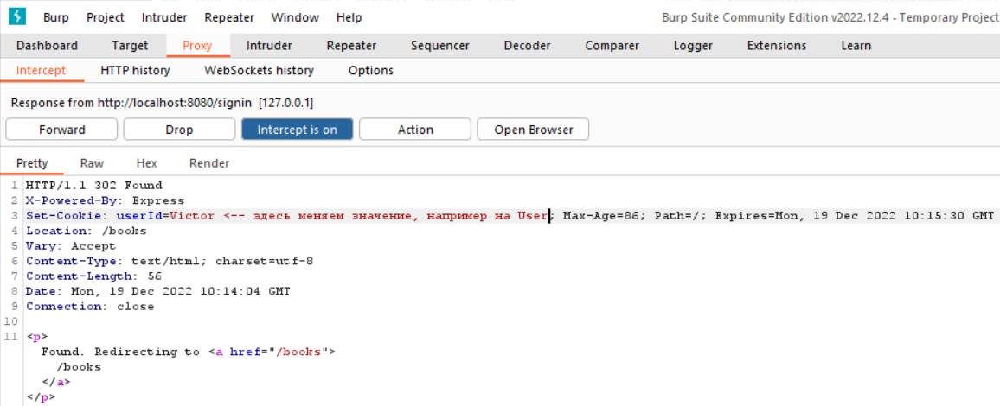 Burp Project Intruder Repeater Window Help Burp Suite Community Edition v2022.12.4 - Temporary Project
Dashboard Target Proxy Intruder Repeater Sequencer Decoder Comparer Logger Extensions Learn
Intercept HTTP history WebSockets history Options
Response from http://localhost:8080/signin [127.0.0.1]
Forward Drop Intercept is on Action Open Browser
Pretty Raw Hex Render
1 HTTP/1.1 302 Found
2 X-Powered-By: Express
3 Set-Cookie: userId=Victor <-- здесь меняем значение, например на User; Max-Age=86; Path=/; Expires=Mon, 19 Dec 2022 10:15:30 GMT
4 Location: /books
5 Vary: Accept
6 Content-Type: text/html; charset=utf-8
7 Content-Length: 56
8 Date: Mon, 19 Dec 2022 10:14:04 GMT
9 Connection: close
10
11 <p>
Found. Redirecting to <a href="/books">
/books
</a>
</p>